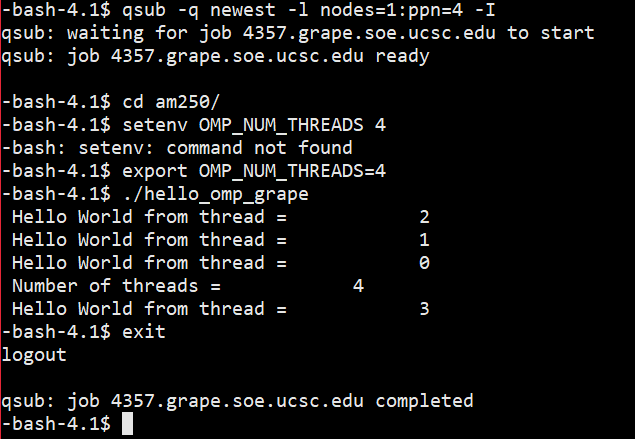 -bash-4.1$ qsub -q newest -l nodes=1:ppn=4 -I
qsub: waiting for job 4357.grape.soe.ucsc.edu to start
qsub: job 4357.grape.soe.ucsc.edu ready
-bash-4.1$ cd am250/
-bash-4.1$ setenv OMP_NUM_THREADS 4
-bash: setenv: command not found
-bash-4.1$ export OMP_NUM_THREADS=4
-bash-4.1$ ./hello_omp_grape
Hello World from thread =            2
Hello World from thread =            1
Hello World from thread =            0
Number of threads =            4
Hello World from thread =            3
-bash-4.1$ exit
logout
qsub: job 4357.grape.soe.ucsc.edu completed
-bash-4.1$